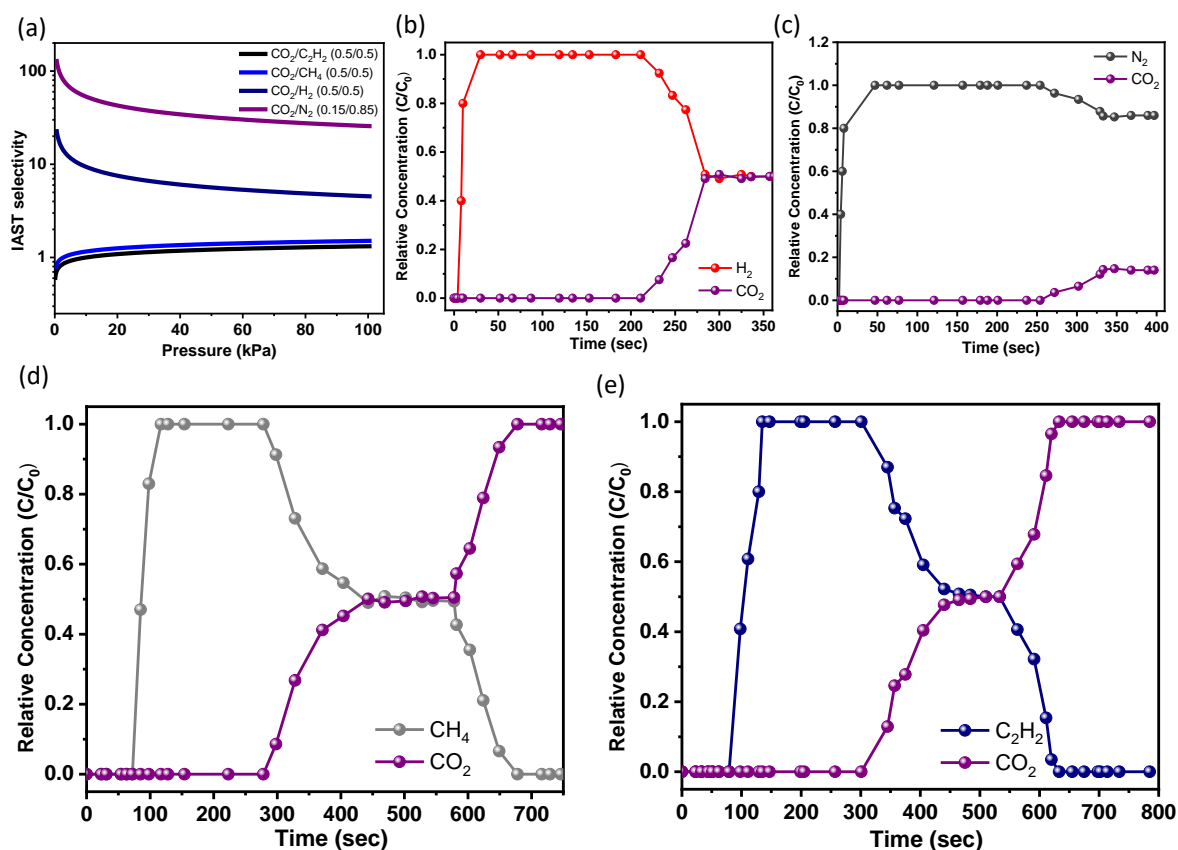 (a)
CO₂/C₂H₂ (0.5/0.5)
CO₂/CH₄ (0.5/0.5)
CO₂/H₂ (0.5/0.5)
CO₂/N₂ (0.15/0.85)
100
10
1
IAST selectivity
0 20 40 60 80 100
Pressure (kPa)
(b)
1.0
0.8
0.6
0.4
0.2
0.0
Relative Concentration (C/C₀)
H₂
CO₂
0 50 100 150 200 250 300 350
Time (sec)
(c)
1.2
1.0
0.8
0.6
0.4
0.2
0.0
Relative Concentration (C/C₀)
N₂
CO₂
0 50 100 150 200 250 300 350 400
Time (sec)
(d)
1.0
0.8
0.6
0.4
0.2
0.0
Relative Concentration (C/C₀)
CH₄
CO₂
0 100 200 300 400 500 600 700
Time (sec)
(e)
1.0
0.8
0.6
0.4
0.2
0.0
Relative Concentration (C/C₀)
C₂H₂
CO₂
0 100 200 300 400 500 600 700 800
Time (sec)